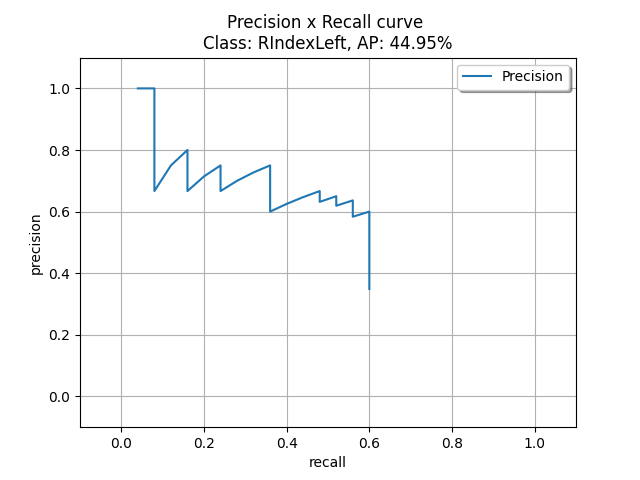 Precision x Recall curve
Class: RIndexLeft, AP: 44.95%
Precision
1.0
0.8
0.6
0.4
0.2
0.0
precision
0.0 0.2 0.4 0.6 0.8 1.0
recall